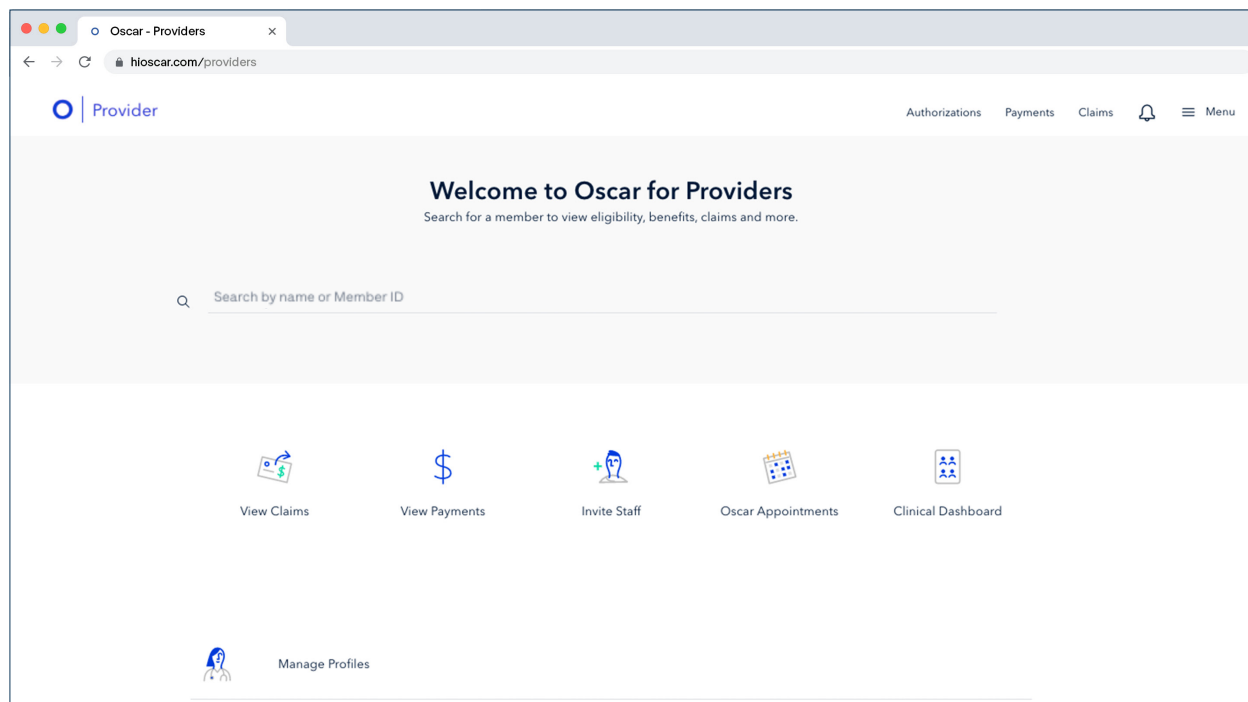 Oscar - Providers
hioscar.com/providers
Provider
Authorizations Payments Claims Menu
Welcome to Oscar for Providers
Search for a member to view eligibility, benefits, claims and more.
Search by name or Member ID
View Claims View Payments Invite Staff Oscar Appointments Clinical Dashboard
Manage Profiles